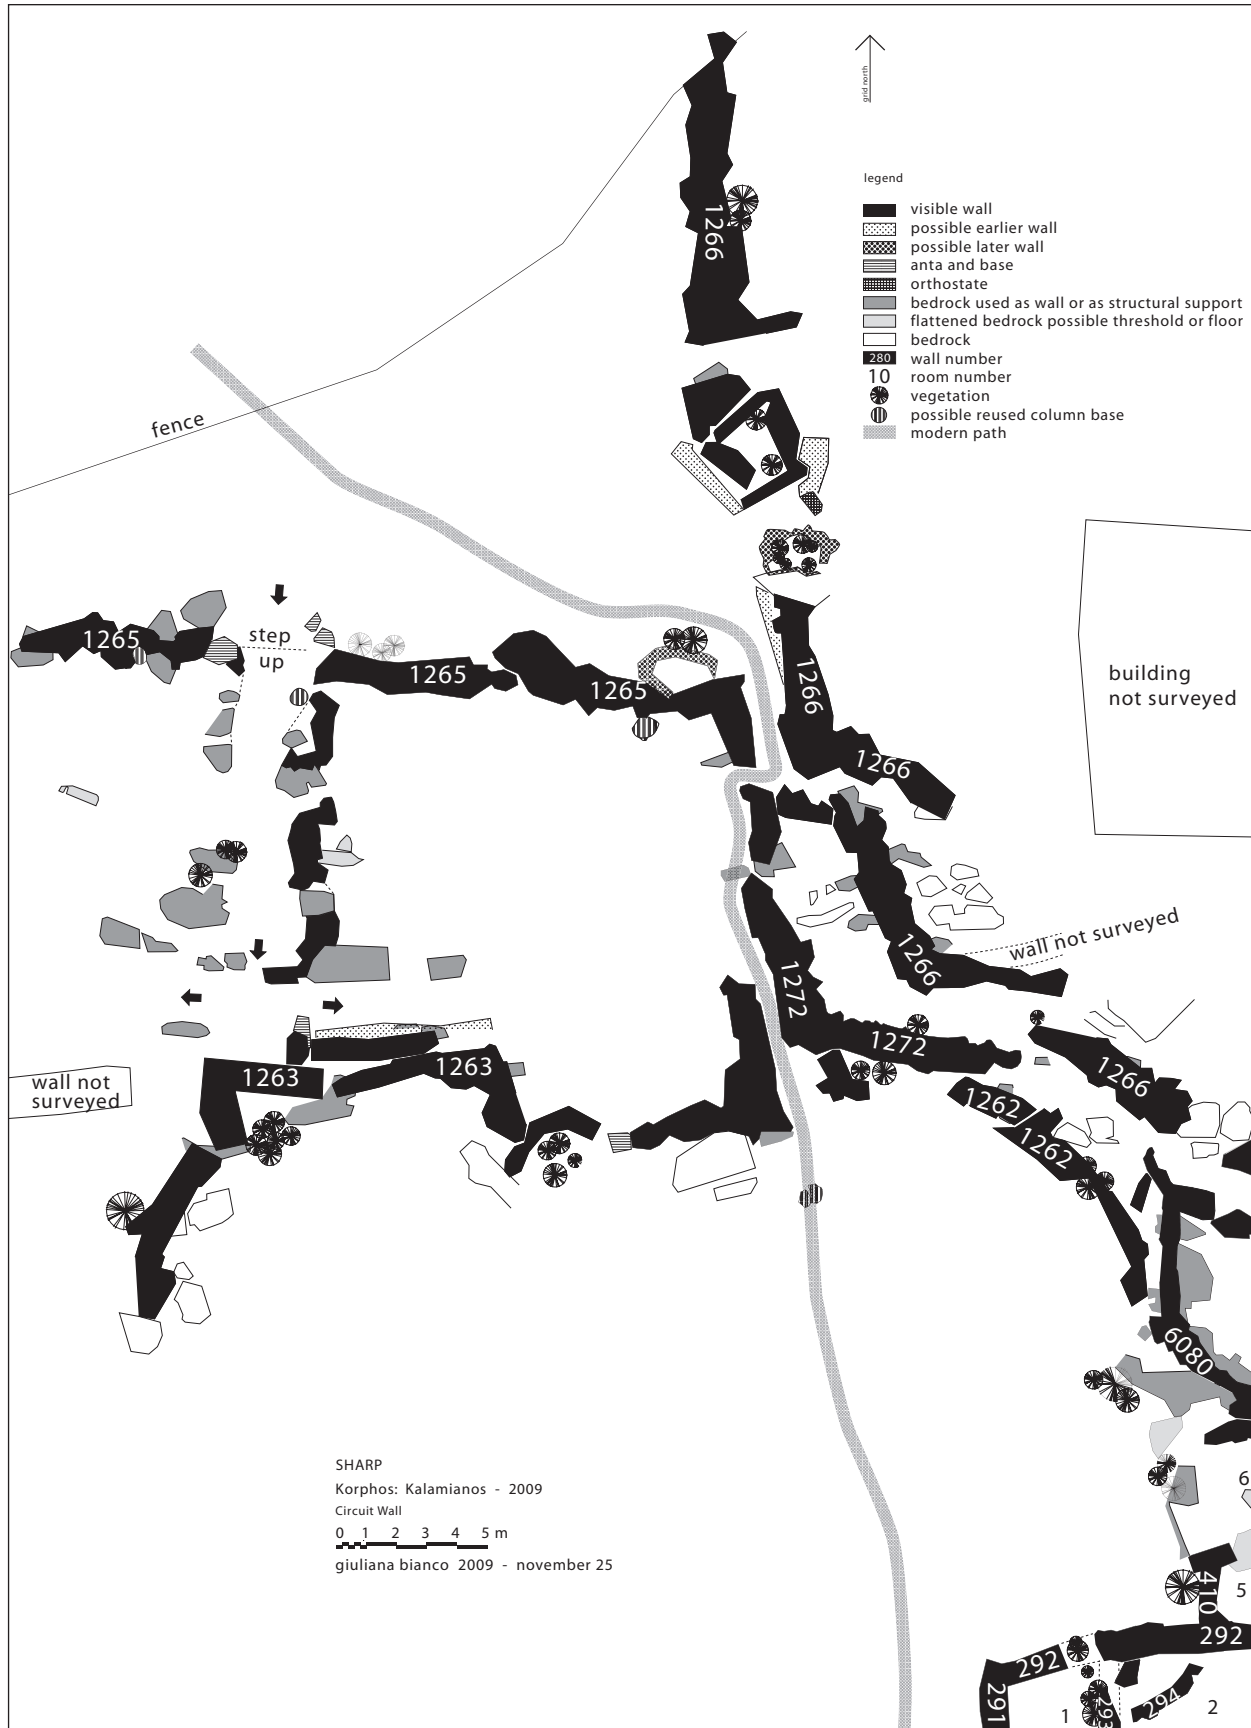 grid north
legend
visible wall
possible earlier wall
possible later wall
anta and base
orthostate
bedrock used as wall or as structural support
flattened bedrock possible threshold or floor
bedrock
280 wall number
10 room number
vegetation
possible reused column base
modern path
1266
fence
1265
step
up
1265
1265
1266
1266
building
not surveyed
wall not surveyed
1266
1272
1272
1266
wall not
surveyed
1263
1263
1262
1262
6080
SHARP
Korphos: Kalamianos - 2009
Circuit Wall
0 1 2 3 4 5 m
giuliana bianco 2009 - november 25
6
410
5
292
292
291
1
293
294
2